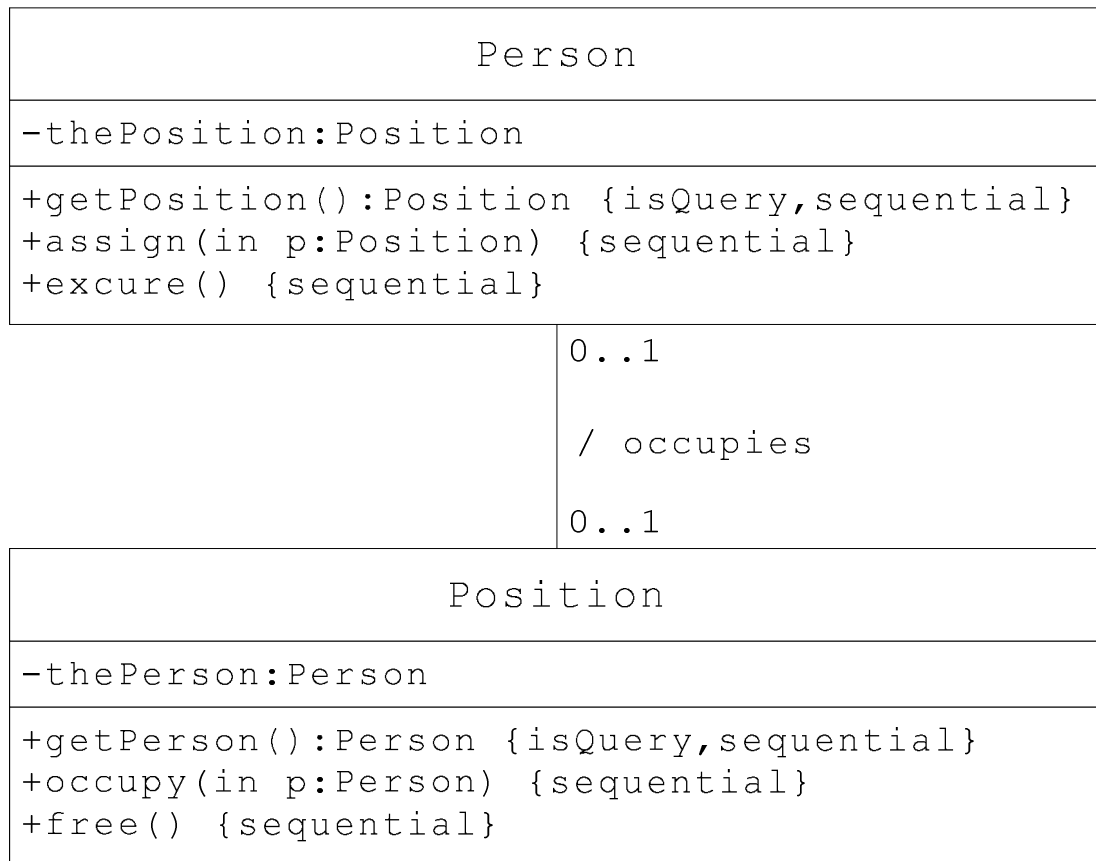 Person
-thePosition:Position
+getPosition():Position {isQuery,sequential}
+assign(in p:Position) {sequential}
+excure() {sequential}
0..1
/ occupies
0..1
Position
-thePerson:Person
+getPerson():Person {isQuery,sequential}
+occupy(in p:Person) {sequential}
+free() {sequential}